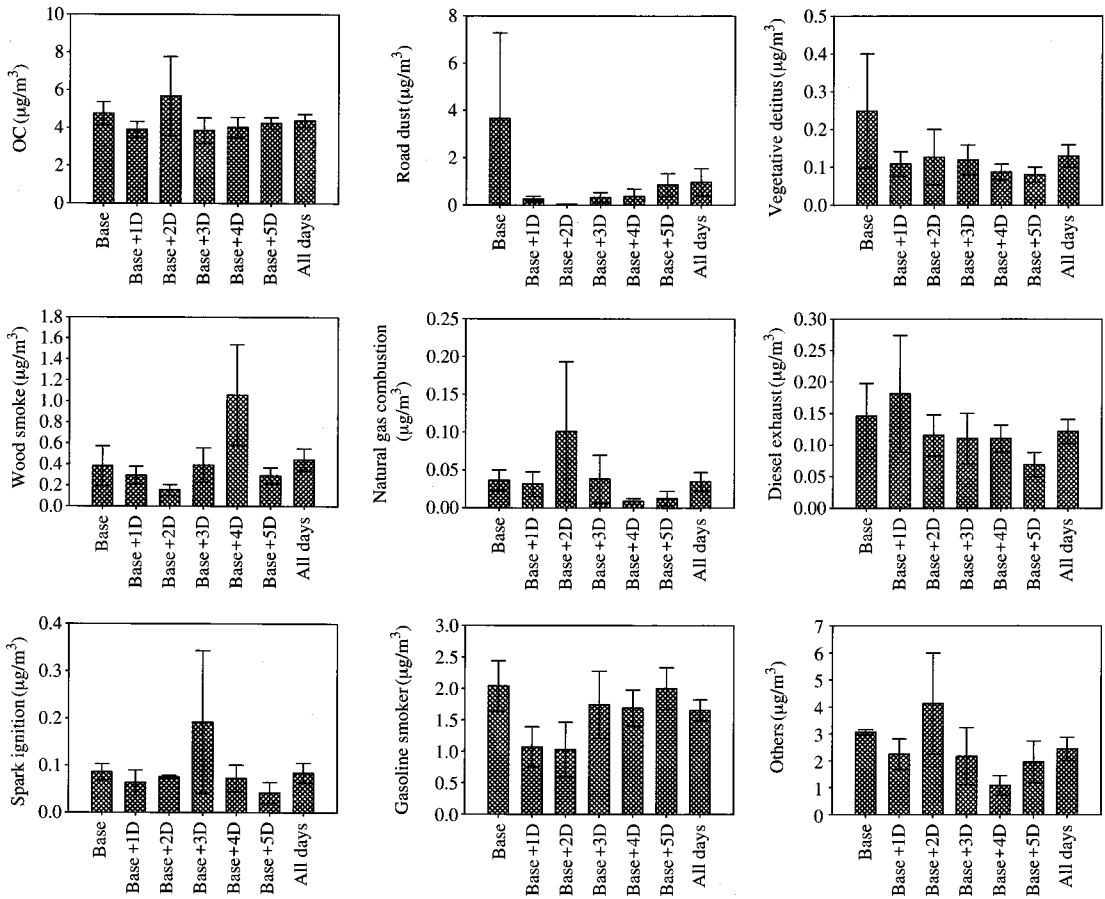 OC (μg/m³)
10
8
6
4
2
0
Base
Base+1D
Base+2D
Base+3D
Base+4D
Base+5D
All days
Road dust (μg/m³)
8
6
4
2
0
Base
Base+1D
Base+2D
Base+3D
Base+4D
Base+5D
All days
Vegetative detitus (μg/m³)
0.5
0.4
0.3
0.2
0.1
0.0
Base
Base+1D
Base+2D
Base+3D
Base+4D
Base+5D
All days
Wood smoke (μg/m³)
1.8
1.6
1.4
1.2
1.0
0.8
0.6
0.4
0.2
0.0
Base
Base+1D
Base+2D
Base+3D
Base+4D
Base+5D
All days
Natural gas combustion
(μg/m³)
0.25
0.20
0.15
0.10
0.05
0.00
Base
Base+1D
Base+2D
Base+3D
Base+4D
Base+5D
All days
Diesel exhaust (μg/m³)
0.30
0.25
0.20
0.15
0.10
0.05
0.00
Base
Base+1D
Base+2D
Base+3D
Base+4D
Base+5D
All days
Spark ignition (μg/m³)
0.4
0.3
0.2
0.1
0.0
Base
Base+1D
Base+2D
Base+3D
Base+4D
Base+5D
All days
Gasoline smoker (μg/m³)
3.0
2.5
2.0
1.5
1.0
0.5
0.0
Base
Base+1D
Base+2D
Base+3D
Base+4D
Base+5D
All days
Others (μg/m³)
7
6
5
4
3
2
1
0
Base
Base+1D
Base+2D
Base+3D
Base+4D
Base+5D
All days